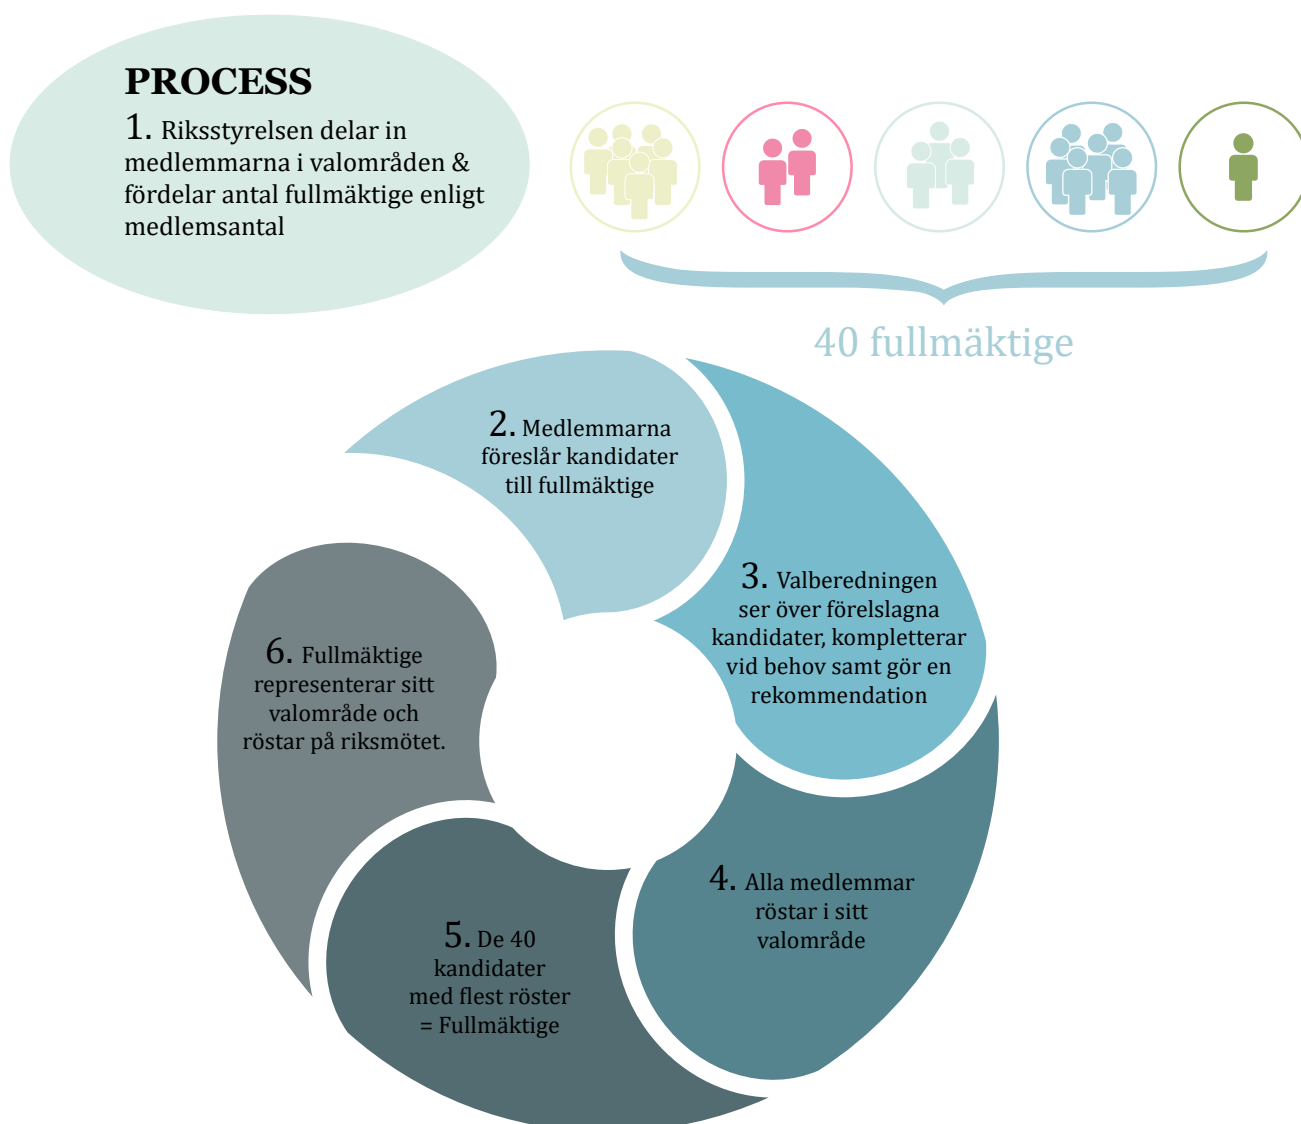 PROCESS
1. Riksstyrelsen delar in
medlemmarna i valområden &
fördelar antal fullmäktige enligt
medlemsantal
40 fullmäktige
2. Medlemmarna
föreslår kandidater
till fullmäktige
3. Valberedningen
ser över förelslagna
kandidater, kompletterar
vid behov samt gör en
rekommendation
4. Alla medlemmar
röstar i sitt
valområde
5. De 40
kandidater
med flest röster
= Fullmäktige
6. Fullmäktige
representerar sitt
valområde och
röstar på riksmötet.